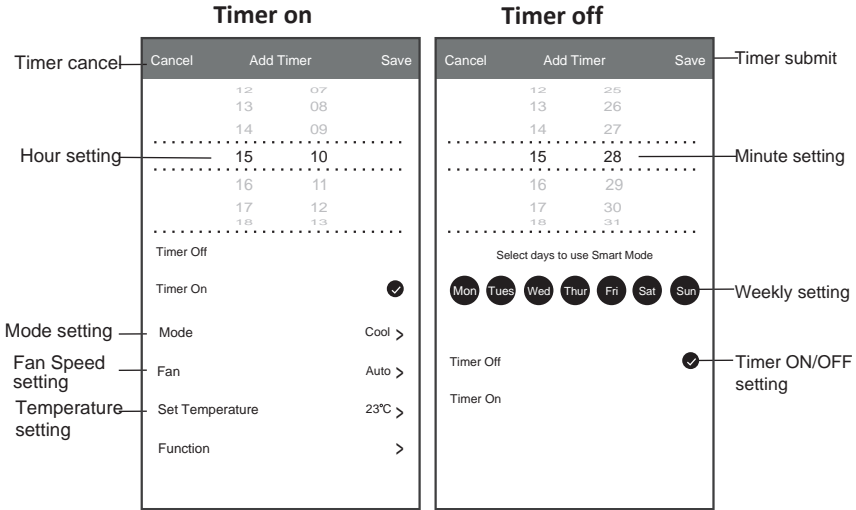 Timer on
Timer off
Timer cancel
Cancel Add Timer Save
Cancel Add Timer Save
Timer submit
12 07
13 08
14 09
15 10
16 11
17 12
18 13
12 25
13 26
14 27
15 28
16 29
17 30
18 31
Hour setting
Minute setting
Timer Off
Timer On
Mode setting
Mode Cool >
Fan Speed
setting
Fan Auto >
Temperature
setting
Set Temperature 23℃ >
Function >
Select days to use Smart Mode
Mon Tues Wed Thur Fri Sat Sun
Weekly setting
Timer Off
Timer On
Timer ON/OFF
setting